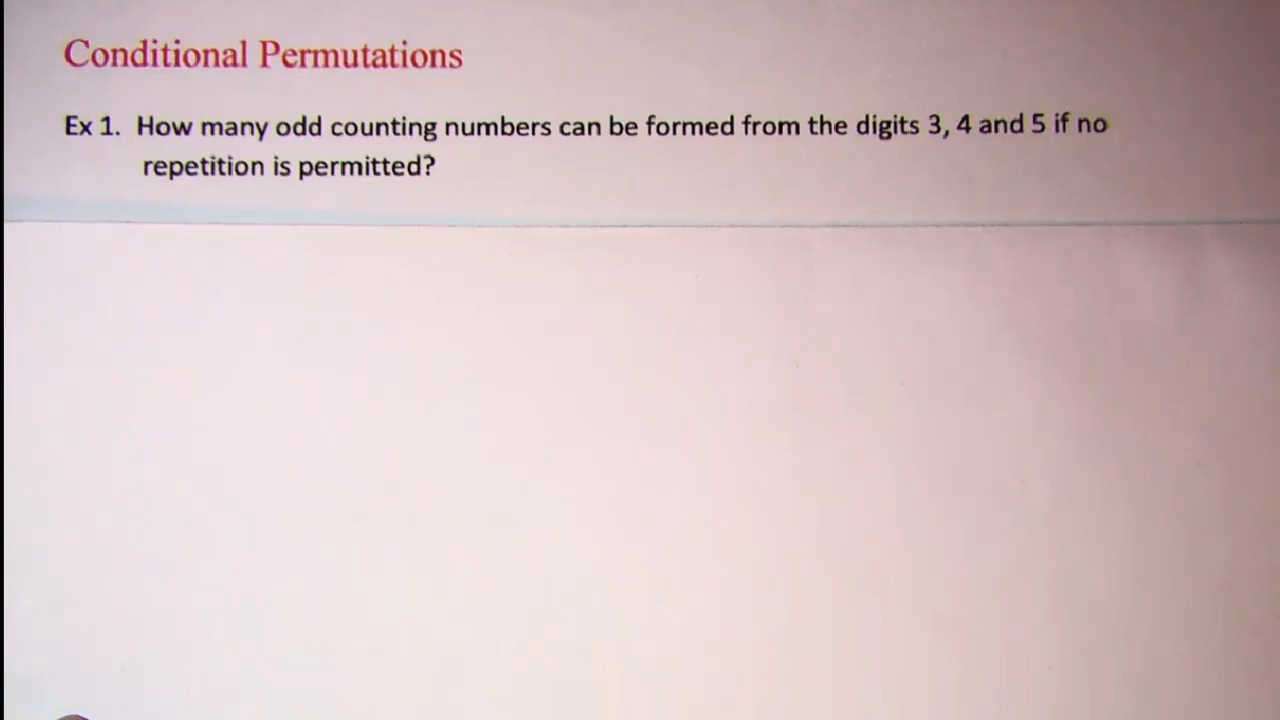 Conditional Permutations
Ex 1. How many odd counting numbers can be formed from the digits 3, 4 and 5 if no
repetition is permitted?